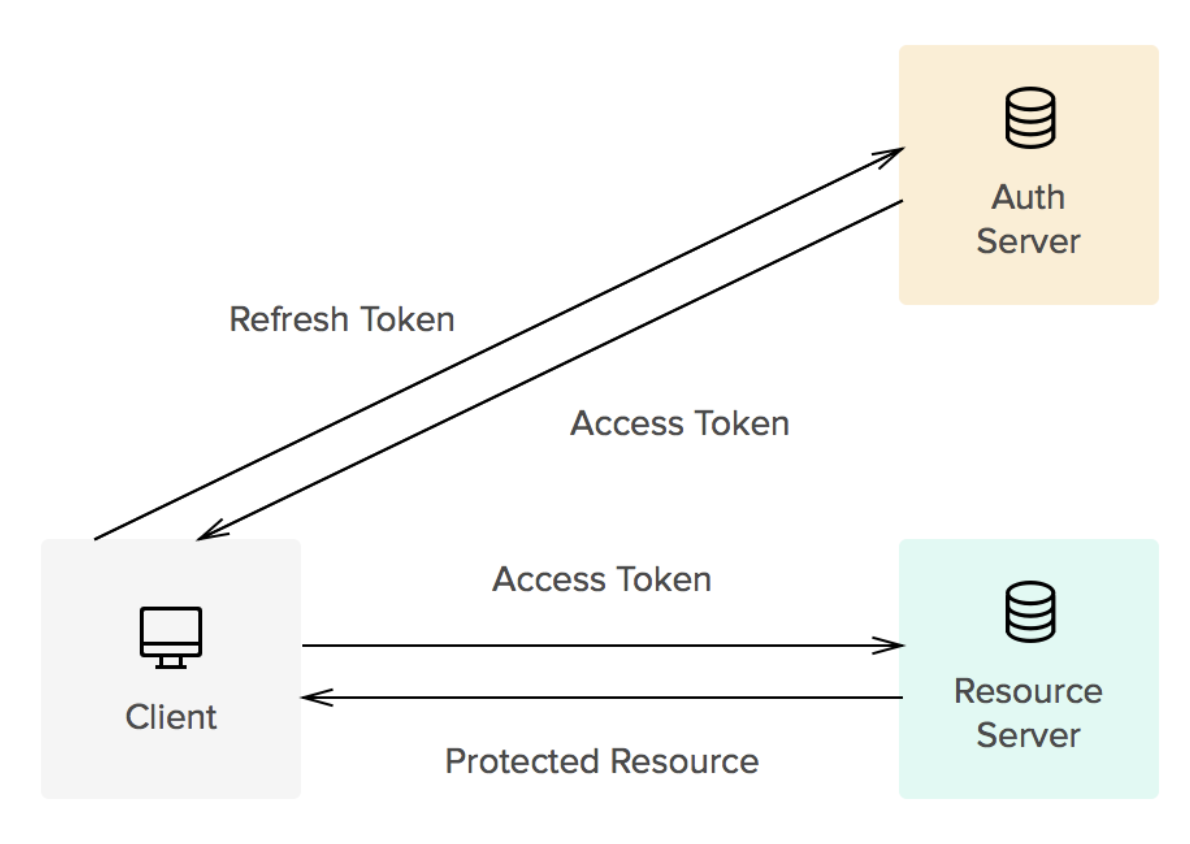 Auth
Server
Refresh Token
Access Token
Access Token
Client
Resource
Server
Protected Resource